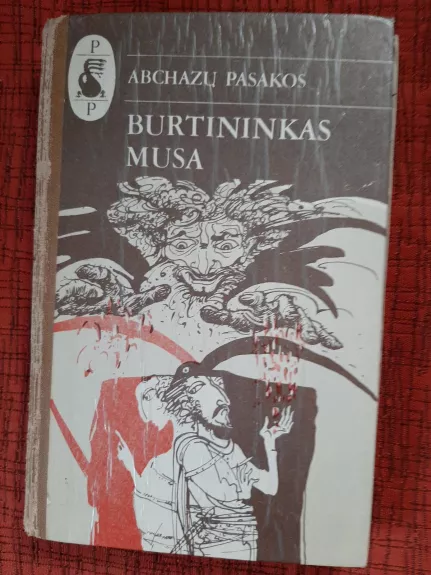 P
P
ABCHAZŲ PASAKOS
BURTININKAS
MUSA